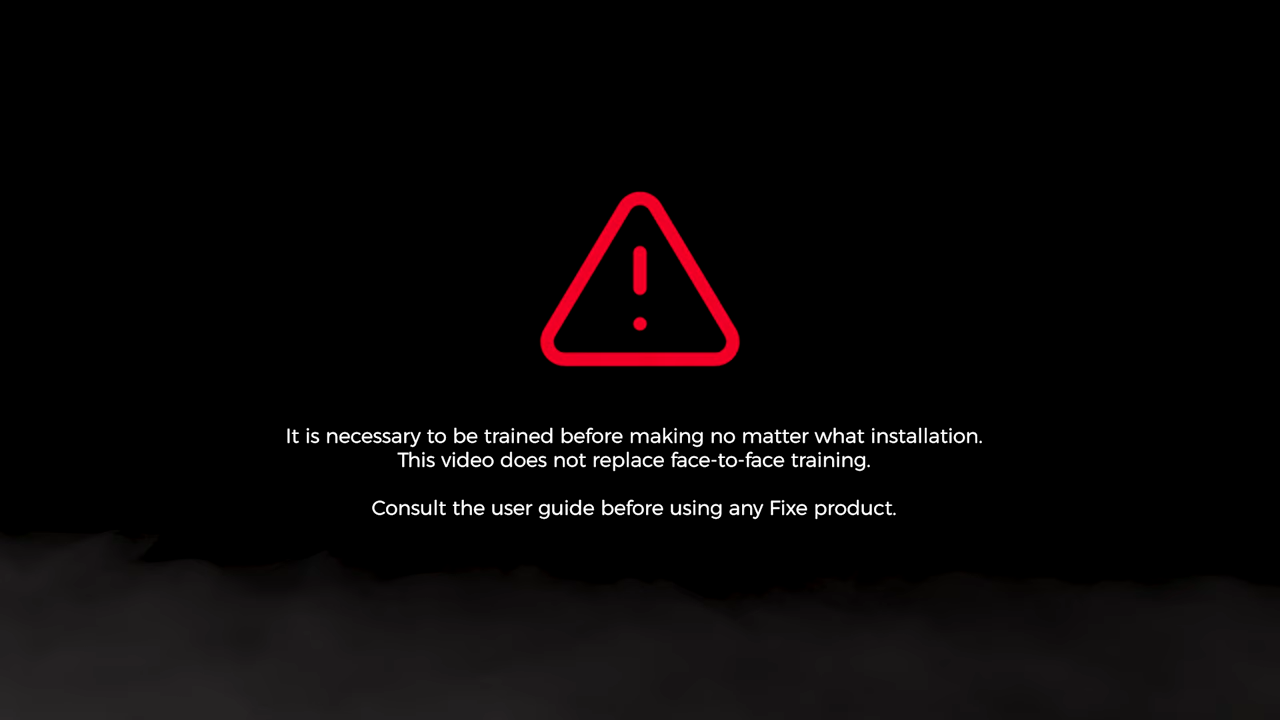 It is necessary to be trained before making no matter what installation.
This video does not replace face-to-face training.
Consult the user guide before using any Fixe product.